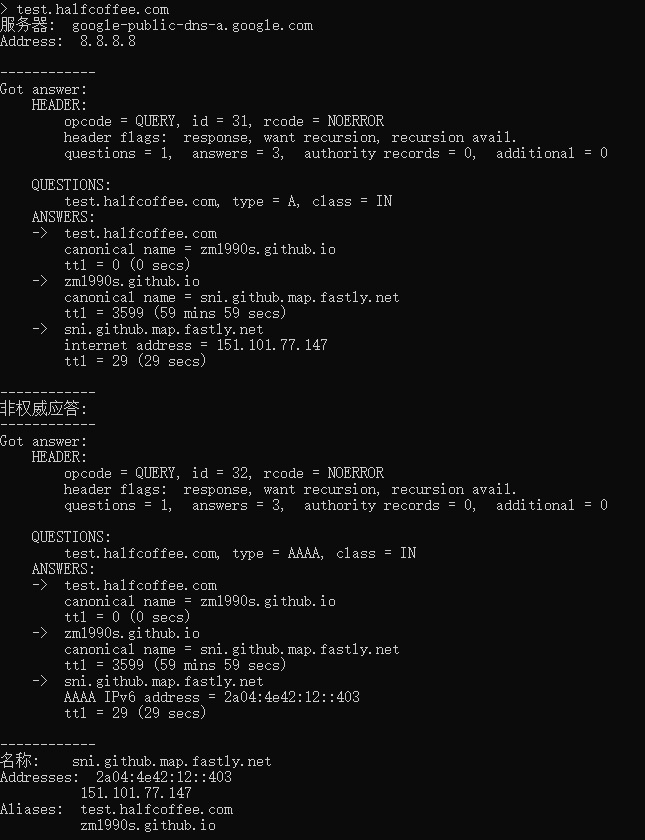 > test.halfcoffee.com
服务器:  google-public-dns-a.google.com
Address:  8.8.8.8
------------
Got answer:
    HEADER:
        opcode = QUERY, id = 31, rcode = NOERROR
        header flags:  response, want recursion, recursion avail.
        questions = 1,  answers = 3,  authority records = 0,  additional = 0
    QUESTIONS:
        test.halfcoffee.com, type = A, class = IN
    ANSWERS:
    ->  test.halfcoffee.com
        canonical name = zm1990s.github.io
        ttl = 0 (0 secs)
    ->  zm1990s.github.io
        canonical name = sni.github.map.fastly.net
        ttl = 3599 (59 mins 59 secs)
    ->  sni.github.map.fastly.net
        internet address = 151.101.77.147
        ttl = 29 (29 secs)
------------
非权威应答:
------------
Got answer:
    HEADER:
        opcode = QUERY, id = 32, rcode = NOERROR
        header flags:  response, want recursion, recursion avail.
        questions = 1,  answers = 3,  authority records = 0,  additional = 0
    QUESTIONS:
        test.halfcoffee.com, type = AAAA, class = IN
    ANSWERS:
    ->  test.halfcoffee.com
        canonical name = zm1990s.github.io
        ttl = 0 (0 secs)
    ->  zm1990s.github.io
        canonical name = sni.github.map.fastly.net
        ttl = 3599 (59 mins 59 secs)
    ->  sni.github.map.fastly.net
        AAAA IPv6 address = 2a04:4e42:12::403
        ttl = 29 (29 secs)
------------
名称:    sni.github.map.fastly.net
Addresses:  2a04:4e42:12::403
          151.101.77.147
Aliases:  test.halfcoffee.com
          zm1990s.github.io